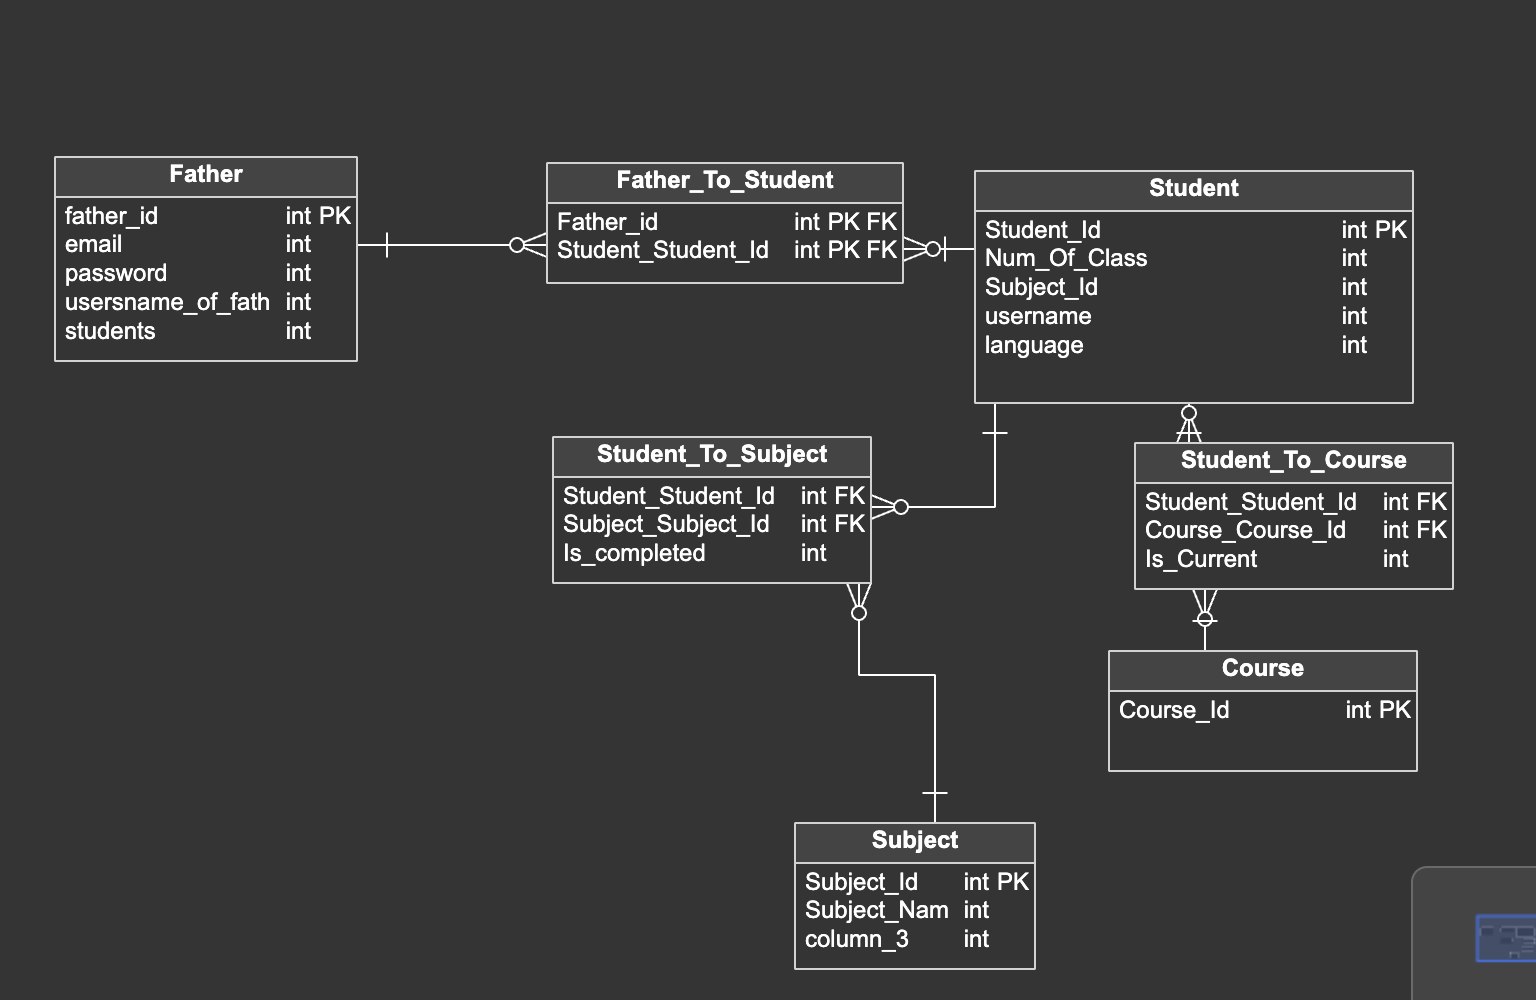 Father
father_id int PK
email int
password int
usersname_of_fath int
students int
Father_To_Student
Father_id int PK FK
Student_Student_Id int PK FK
Student
Student_Id int PK
Num_Of_Class int
Subject_Id int
username int
language int
Student_To_Subject
Student_Student_Id int FK
Subject_Subject_Id int FK
Is_completed int
Student_To_Course
Student_Student_Id int FK
Course_Course_Id int FK
Is_Current int
Course
Course_Id int PK
Subject
Subject_Id int PK
Subject_Nam int
column_3 int